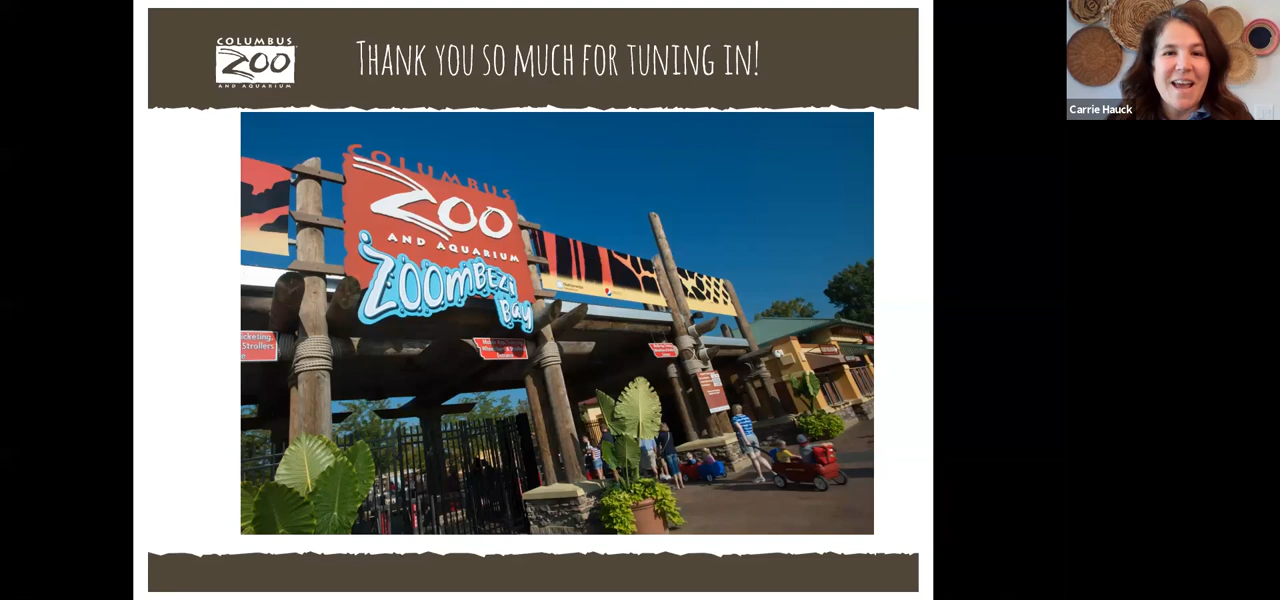 COLUMBUS
ZOO
AND AQUARIUM
THANK YOU SO MUCH FOR TUNING IN!
Carrie Hauck
COLUMBUS
ZOO
AND AQUARIUM
ZOOMBEZI
Bay
Strollers